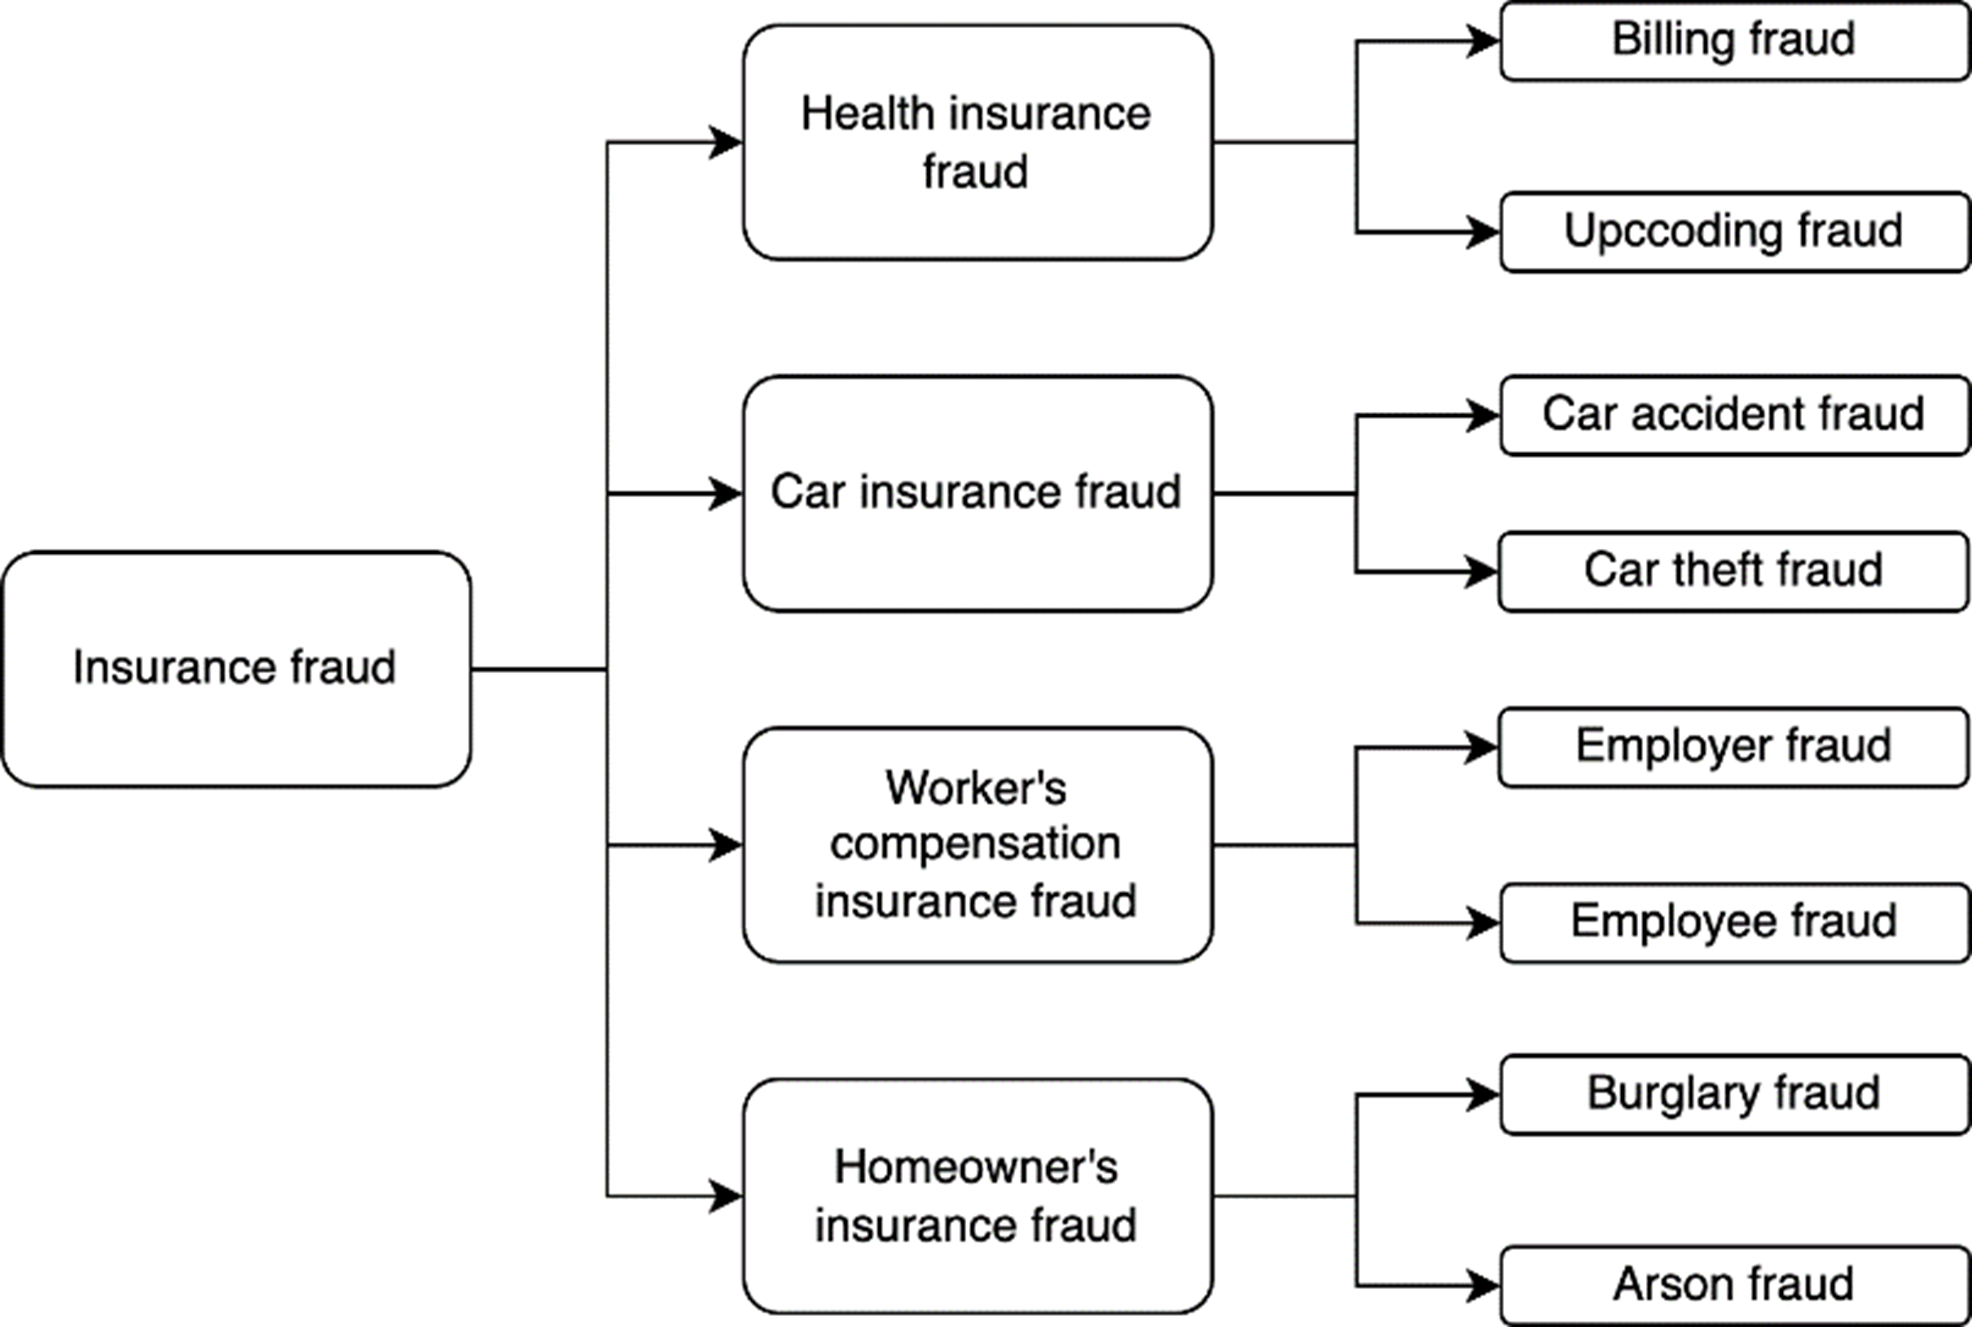 Insurance fraud
Health insurance
fraud
Billing fraud
Upccoding fraud
Car insurance fraud
Car accident fraud
Car theft fraud
Worker's
compensation
insurance fraud
Employer fraud
Employee fraud
Homeowner's
insurance fraud
Burglary fraud
Arson fraud